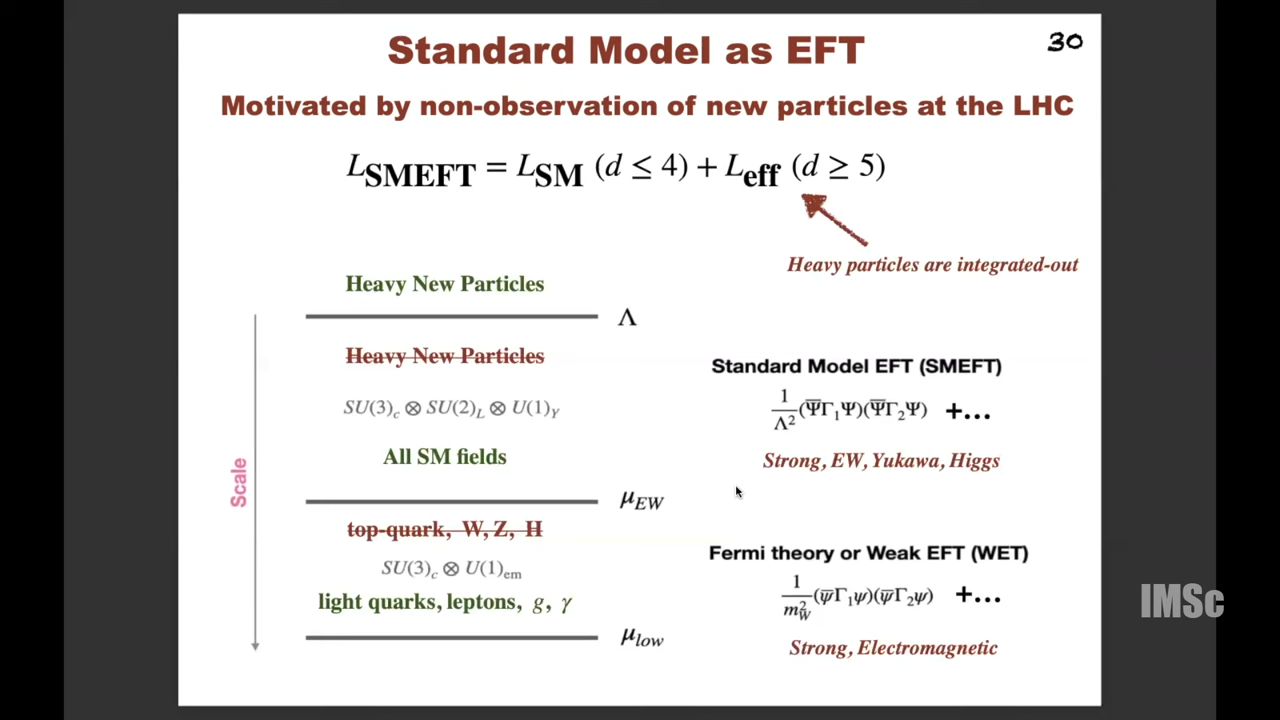 Standard Model as EFT
30
Motivated by non-observation of new particles at the LHC
L_SMEFT = L_SM (d ≤ 4) + L_eff (d ≥ 5)
Heavy particles are integrated-out
Heavy New Particles
Λ
Heavy New Particles
SU(3)_c ⊗ SU(2)_L ⊗ U(1)_Y
All SM fields
μ_EW
top-quark, W, Z, H
SU(3)_c ⊗ U(1)_em
light quarks, leptons, g, γ
μ_low
Scale
Standard Model EFT (SMEFT)
1/Λ² (Ψ̅Γ₁Ψ)(Ψ̅Γ₂Ψ) +...
Strong, EW, Yukawa, Higgs
Fermi theory or Weak EFT (WET)
1/m²_W (ψ̅Γ₁ψ)(ψ̅Γ₂ψ) +...
Strong, Electromagnetic
IMSc